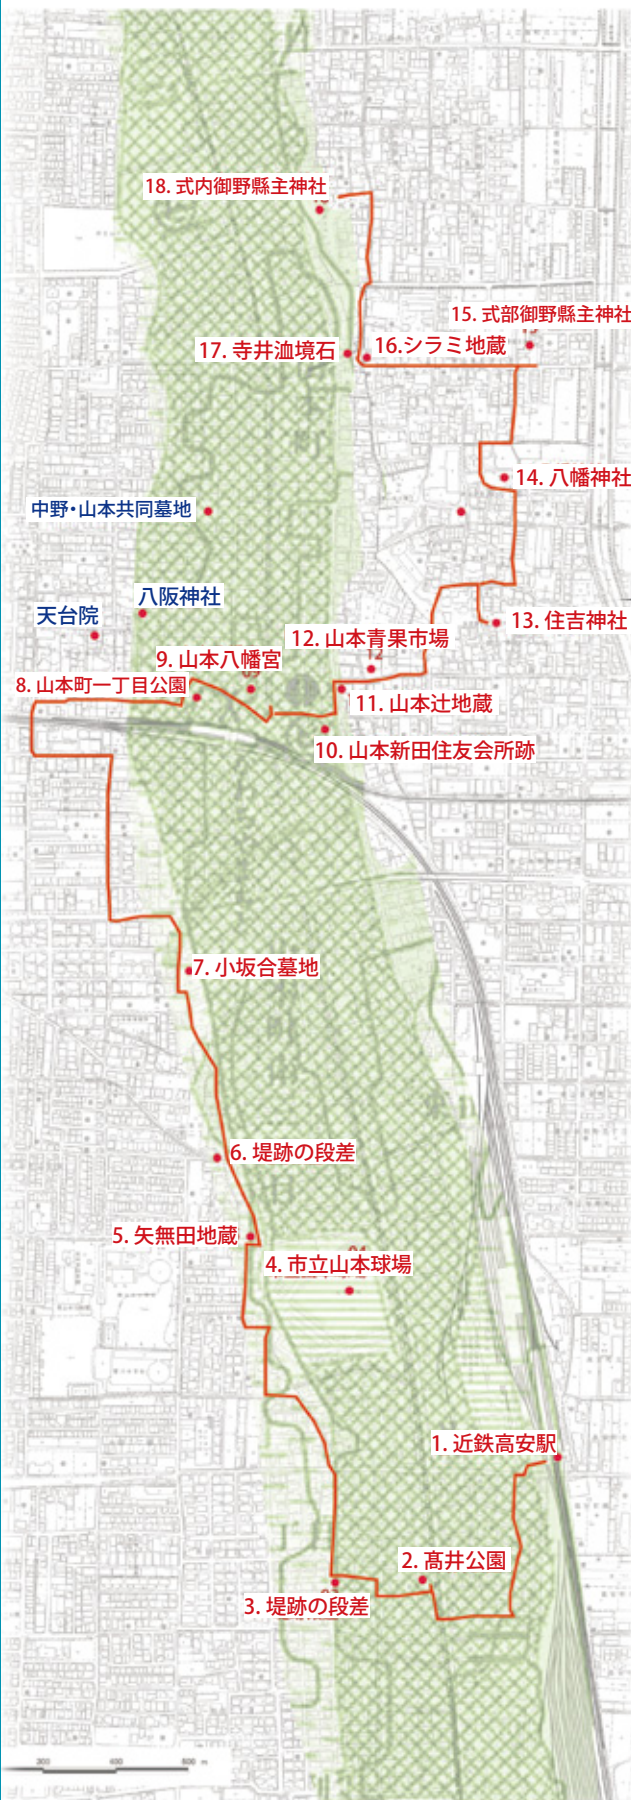 18. 式内御野縣主神社
15. 式部御野縣主神社
17. 寺井洫境石
16.シラミ地蔵
14. 八幡神社
中野・山本共同墓地
八阪神社
天台院
13. 住吉神社
12. 山本青果市場
9. 山本八幡宮
8. 山本町一丁目公園
11. 山本辻地蔵
10. 山本新田住友会所跡
7. 小坂合墓地
6. 堤跡の段差
5. 矢無田地蔵
4. 市立山本球場
1. 近鉄高安駅
2. 髙井公園
3. 堤跡の段差